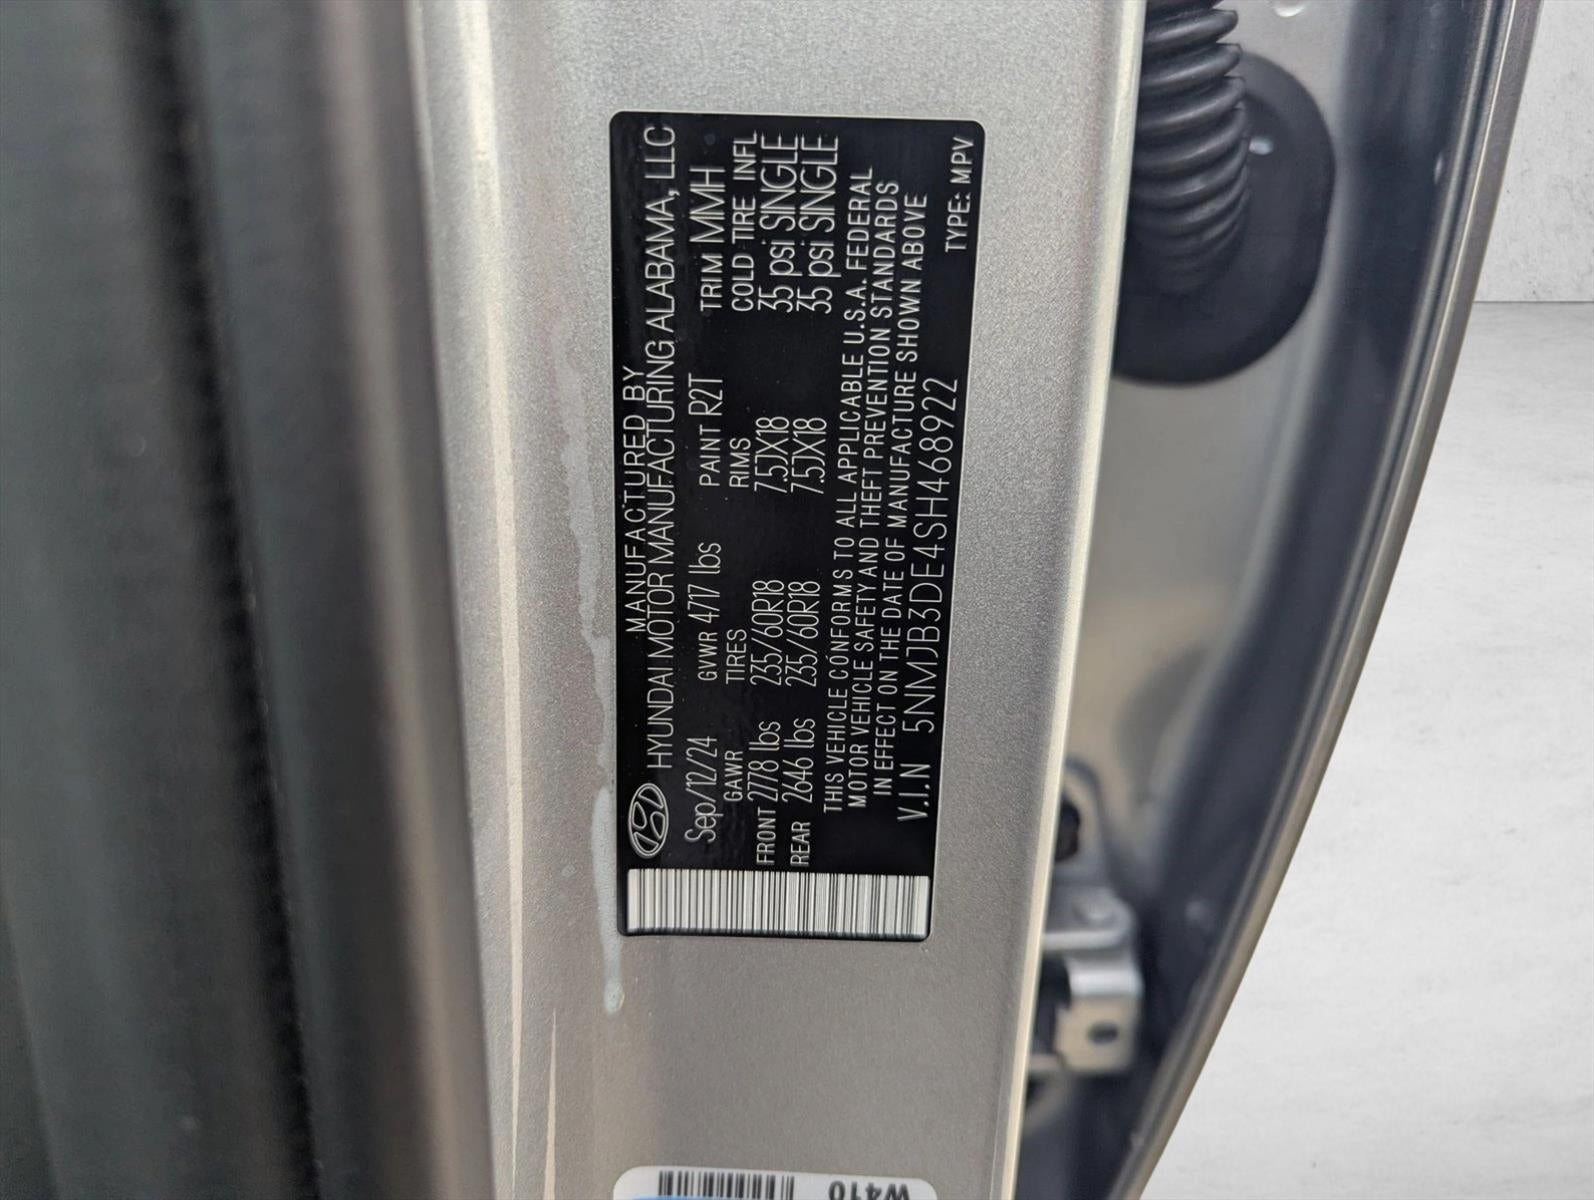 MANUFACTURED BY
HYUNDAI MOTOR MANUFACTURING ALABAMA, LLC
Sep/12/24 GVWR 4717 lbs PAINT R2T TRIM MMH
GAWR TIRES RIMS COLD TIRE INFL
FRONT 2778 lbs 235/60R18 7.5JX18 35 psi SINGLE
REAR 2646 lbs 235/60R18 7.5JX18 35 psi SINGLE
THIS VEHICLE CONFORMS TO ALL APPLICABLE U.S.A. FEDERAL
MOTOR VEHICLE SAFETY AND THEFT PREVENTION STANDARDS
IN EFFECT ON THE DATE OF MANUFACTURE SHOWN ABOVE
V.I.N 5NMJB3DE4SH468922 TYPE: MPV
W410